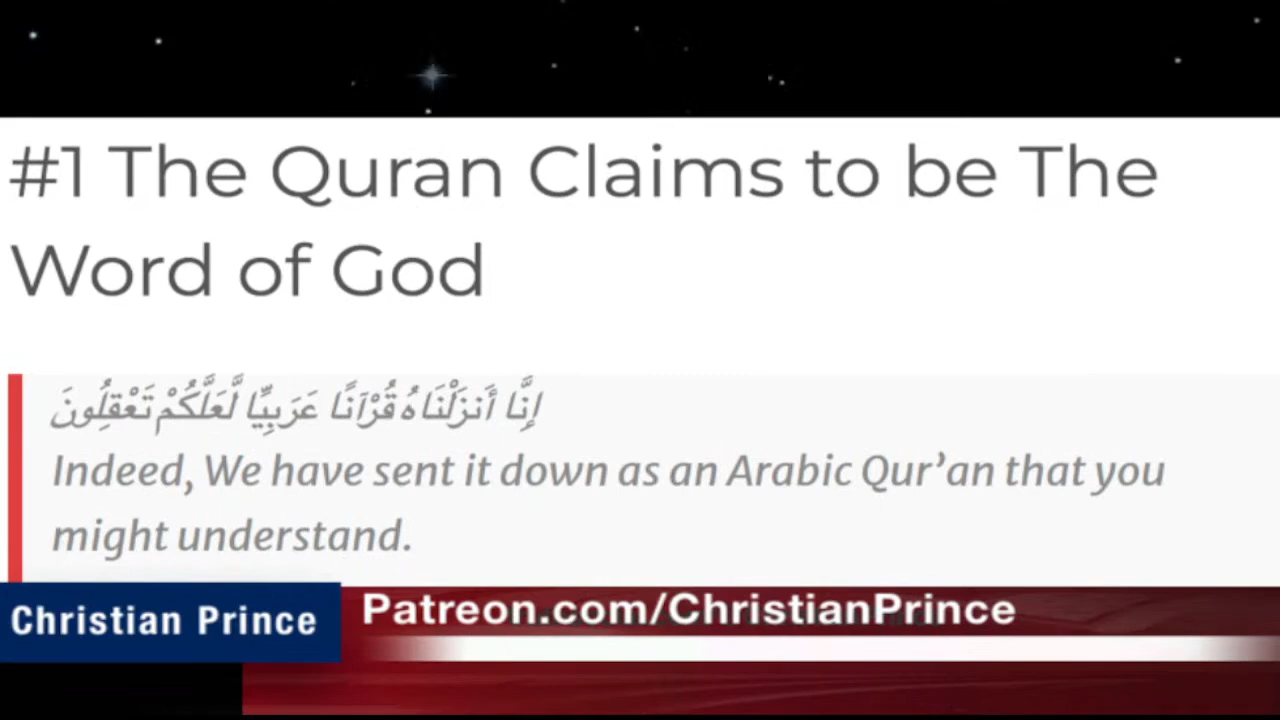 #1 The Quran Claims to be The
Word of God
إِنَّا أَنزَلْنَاهُ قُرْآنًا عَرَبِيًّا لَّعَلَّكُمْ تَعْقِلُونَ
Indeed, We have sent it down as an Arabic Qur’an that you
might understand.
Christian Prince
Patreon.com/ChristianPrince